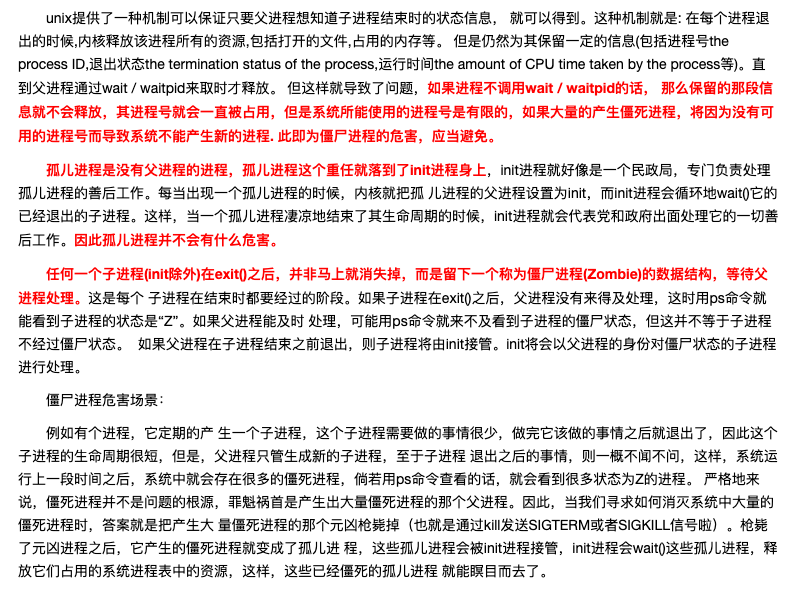 unix提供了一种机制可以保证只要父进程想知道子进程结束时的状态信息， 就可以得到。这种机制就是: 在每个进程退
出的时候,内核释放该进程所有的资源,包括打开的文件,占用的内存等。 但是仍然为其保留一定的信息(包括进程号the
process ID,退出状态the termination status of the process,运行时间the amount of CPU time taken by the process等)。直
到父进程通过wait / waitpid来取时才释放。 但这样就导致了问题，如果进程不调用wait / waitpid的话， 那么保留的那段信
息就不会释放，其进程号就会一直被占用，但是系统所能使用的进程号是有限的，如果大量的产生僵死进程，将因为没有可
用的进程号而导致系统不能产生新的进程. 此即为僵尸进程的危害，应当避免。
孤儿进程是没有父进程的进程，孤儿进程这个重任就落到了init进程身上，init进程就好像是一个民政局，专门负责处理
孤儿进程的善后工作。每当出现一个孤儿进程的时候，内核就把孤 儿进程的父进程设置为init，而init进程会循环地wait()它的
已经退出的子进程。这样，当一个孤儿进程凄凉地结束了其生命周期的时候，init进程就会代表党和政府出面处理它的一切善
后工作。因此孤儿进程并不会有什么危害。
任何一个子进程(init除外)在exit()之后，并非马上就消失掉，而是留下一个称为僵尸进程(Zombie)的数据结构，等待父
进程处理。这是每个 子进程在结束时都要经过的阶段。如果子进程在exit()之后，父进程没有来得及处理，这时用ps命令就
能看到子进程的状态是“Z”。如果父进程能及时 处理，可能用ps命令就来不及看到子进程的僵尸状态，但这并不等于子进程
不经过僵尸状态。 如果父进程在子进程结束之前退出，则子进程将由init接管。init将会以父进程的身份对僵尸状态的子进程
进行处理。
僵尸进程危害场景：
例如有个进程，它定期的产 生一个子进程，这个子进程需要做的事情很少，做完它该做的事情之后就退出了，因此这个
子进程的生命周期很短，但是，父进程只管生成新的子进程，至于子进程 退出之后的事情，则一概不闻不问，这样，系统运
行上一段时间之后，系统中就会存在很多的僵死进程，倘若用ps命令查看的话，就会看到很多状态为Z的进程。 严格地来
说，僵死进程并不是问题的根源，罪魁祸首是产生出大量僵死进程的那个父进程。因此，当我们寻求如何消灭系统中大量的
僵死进程时，答案就是把产生大 量僵死进程的那个元凶枪毙掉（也就是通过kill发送SIGTERM或者SIGKILL信号啦）。枪毙
了元凶进程之后，它产生的僵死进程就变成了孤儿进 程，这些孤儿进程会被init进程接管，init进程会wait()这些孤儿进程，释
放它们占用的系统进程表中的资源，这样，这些已经僵死的孤儿进程 就能瞑目而去了。